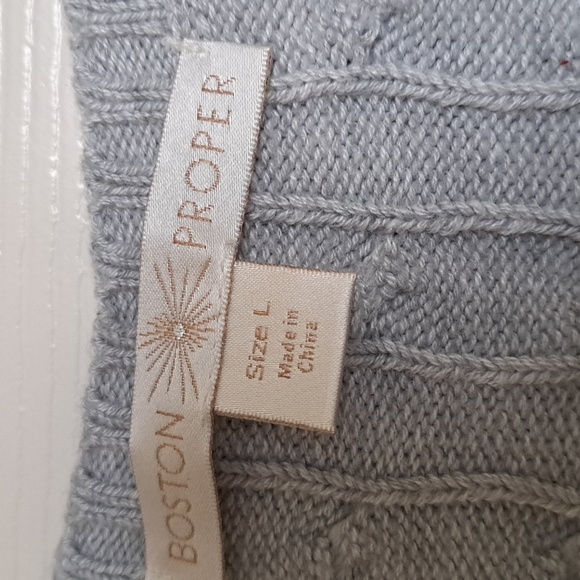 BOSTON PROPER
Size L
Made in
China